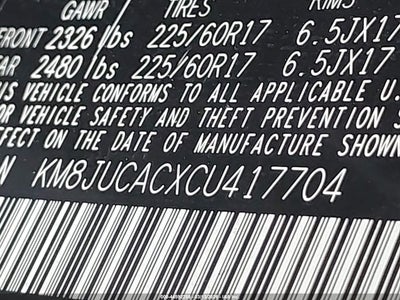 GAWR TIRES RIMS
FRONT 2326 lbs 225/60R17 6.5JX17
AR 2480 lbs 225/60R17 6.5JX17
IS VEHICLE CONFORMS TO ALL APPLICABLE U.
OR VEHICLE SAFETY AND THEFT PREVENTION S
EFFECT ON THE DATE OF MANUFACTURE SHOWN
N KM8JUCACXCU417704